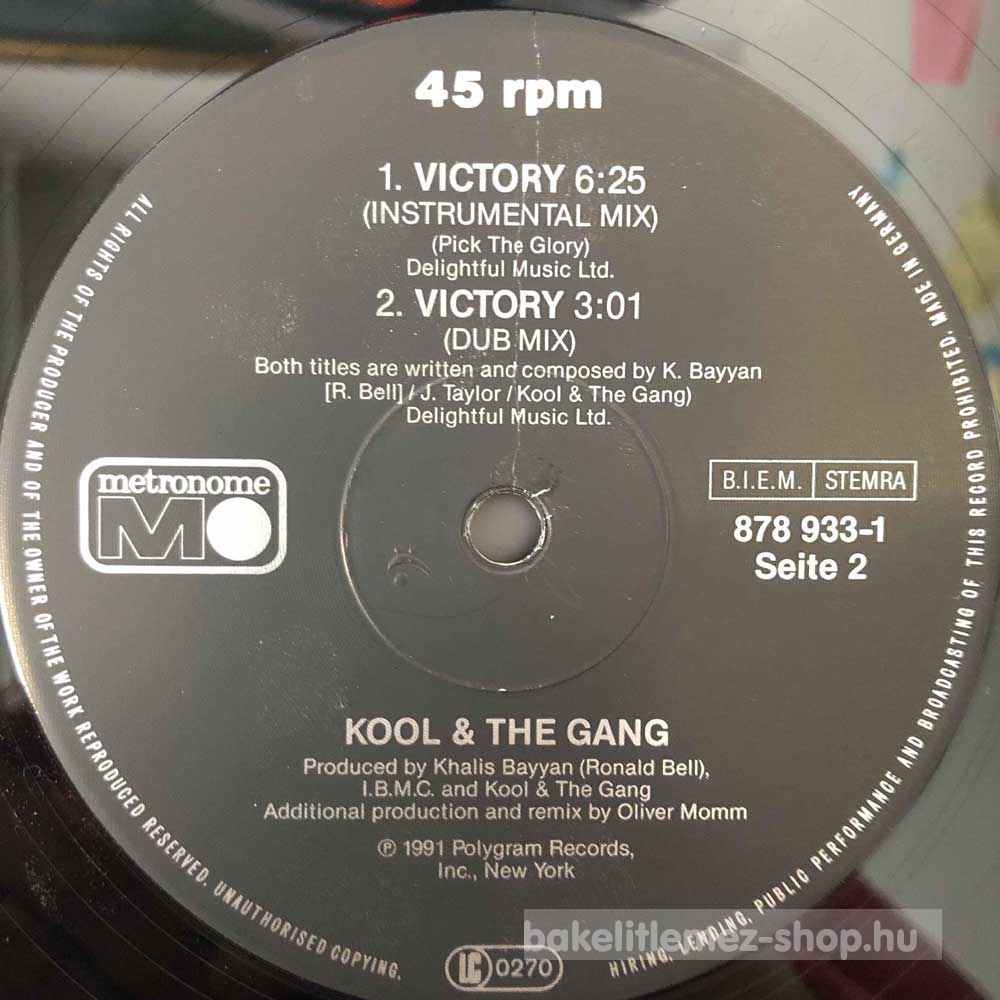 45 rpm
1. VICTORY 6:25
(INSTRUMENTAL MIX)
(Pick The Glory)
Delightful Music Ltd.
2. VICTORY 3:01
(DUB MIX)
Both titles are written and composed by K. Bayyan
[R. Bell] / J. Taylor / Kool & The Gang)
Delightful Music Ltd.
metronome
M
B.I.E.M. STEMRA
878 933-1
Seite 2
KOOL & THE GANG
Produced by Khalis Bayyan (Ronald Bell),
I.B.M.C. and Kool & The Gang
Additional production and remix by Oliver Momm
℗ 1991 Polygram Records,
Inc., New York
LC 0270
ALL RIGHTS OF THE PRODUCER AND OF THE OWNER OF THE WORK REPRODUCED RESERVED. UNAUTHORISED COPYING, HIRING, LENDING, PUBLIC PERFORMANCE AND BROADCASTING OF THIS RECORD PROHIBITED. MADE IN GERMANY
bakelitlemez-shop.hu